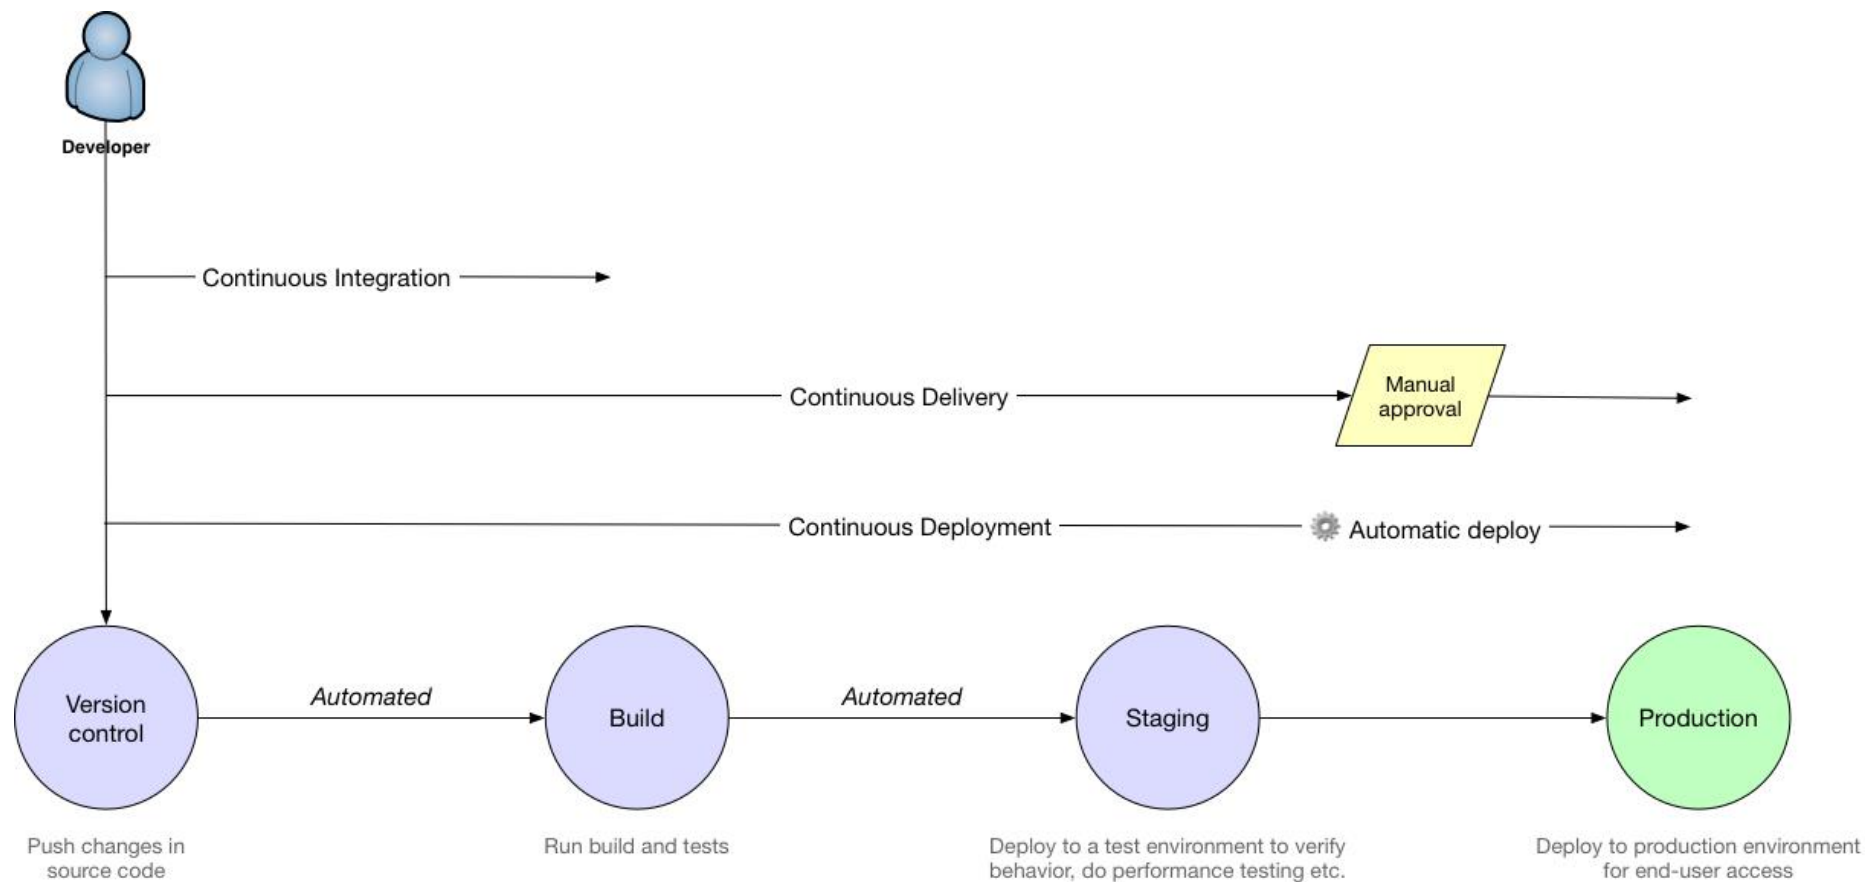 Developer
Continuous Integration
Continuous Delivery
Manual
approval
Continuous Deployment
Automatic deploy
Version
control
Automated
Build
Automated
Staging
Production
Push changes in
source code
Run build and tests
Deploy to a test environment to verify
behavior, do performance testing etc.
Deploy to production environment
for end-user access